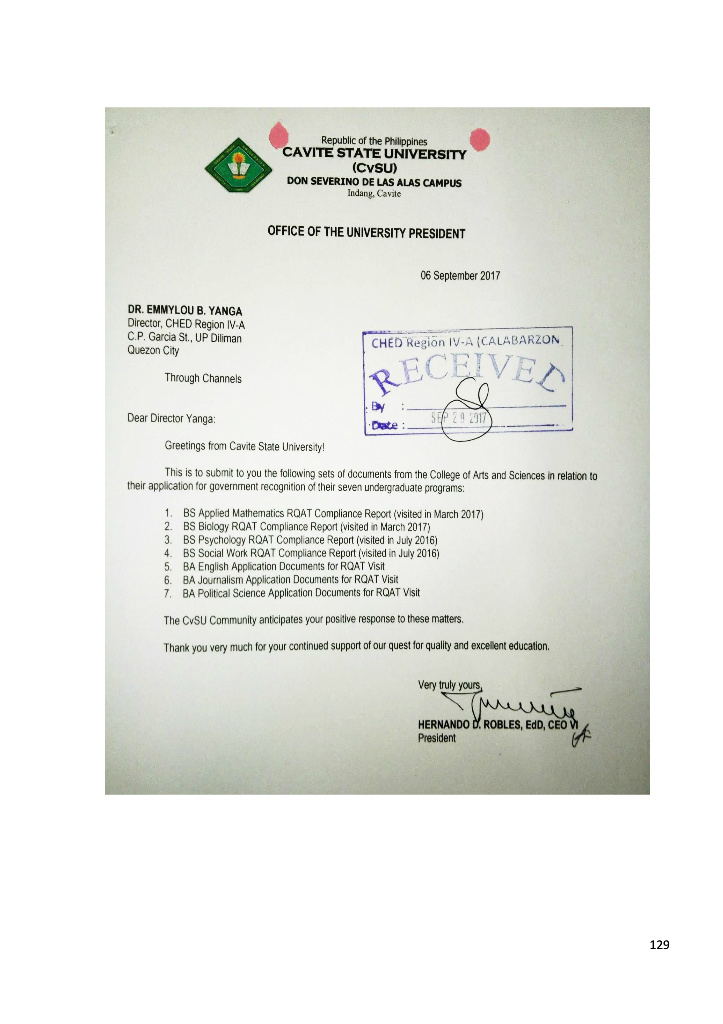 Republic of the Philippines
CAVITE STATE UNIVERSITY
(CvSU)
DON SEVERINO DE LAS ALAS CAMPUS
Indang, Cavite
OFFICE OF THE UNIVERSITY PRESIDENT
06 September 2017
DR. EMMYLOU B. YANGA
Director, CHED Region IV-A
C.P. Garcia St., UP Diliman
Quezon City
Through Channels
CHED Region IV-A (CALABARZON
RECEIVED
By :
Date : SEP 29 2017
Dear Director Yanga:
Greetings from Cavite State University!
This is to submit to you the following sets of documents from the College of Arts and Sciences in relation to
their application for government recognition of their seven undergraduate programs:
1. BS Applied Mathematics RQAT Compliance Report (visited in March 2017)
2. BS Biology RQAT Compliance Report (visited in March 2017)
3. BS Psychology RQAT Compliance Report (visited in July 2016)
4. BS Social Work RQAT Compliance Report (visited in July 2016)
5. BA English Application Documents for RQAT Visit
6. BA Journalism Application Documents for RQAT Visit
7. BA Political Science Application Documents for RQAT Visit
The CvSU Community anticipates your positive response to these matters.
Thank you very much for your continued support of our quest for quality and excellent education.
Very truly yours,
HERNANDO D. ROBLES, EdD, CEO VI
President
129